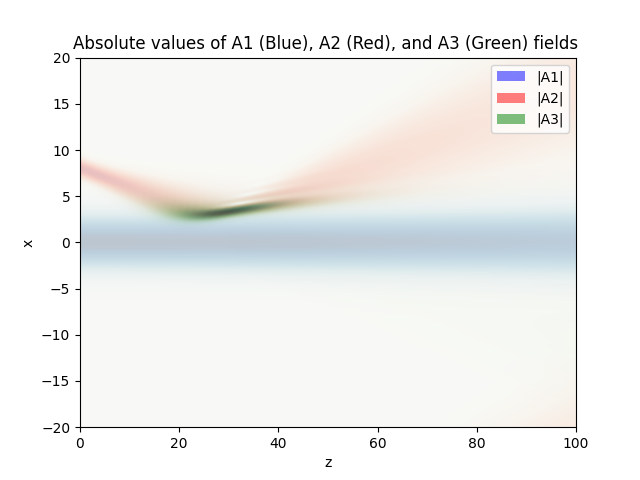 Absolute values of A1 (Blue), A2 (Red), and A3 (Green) fields
|A1|
|A2|
|A3|
20
15
10
5
0
−5
−10
−15
−20
x
0 20 40 60 80 100
z